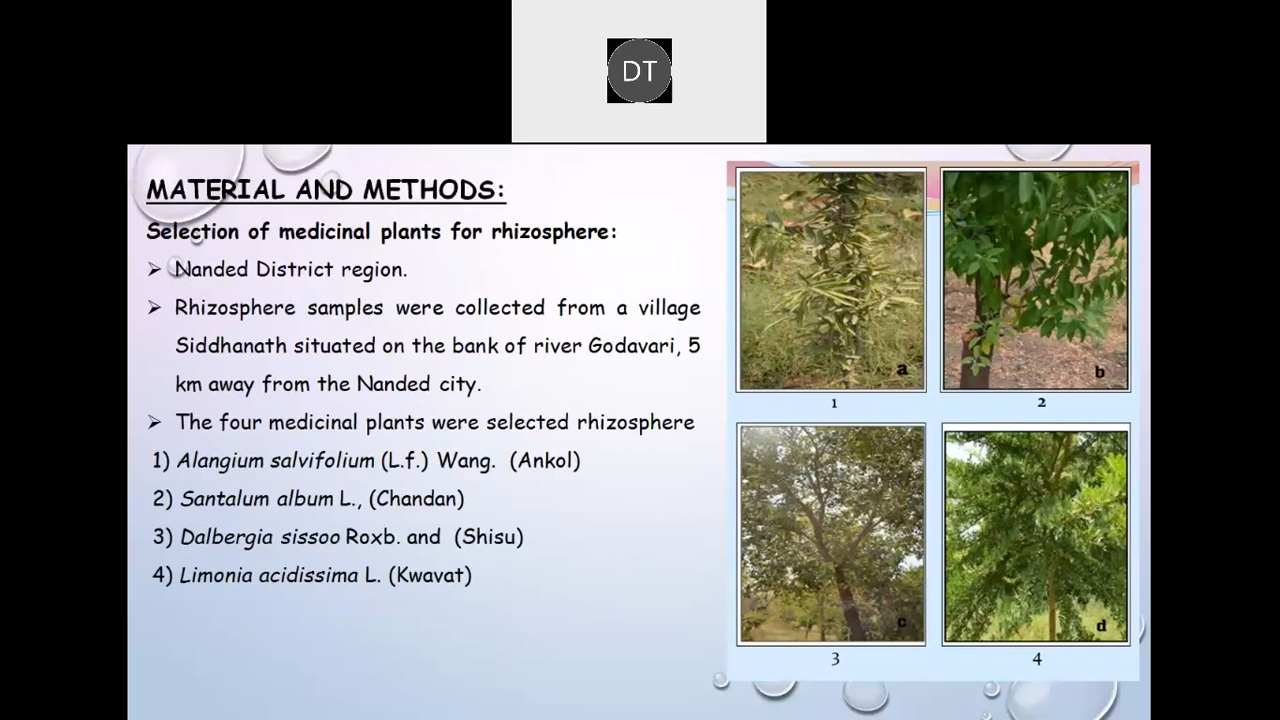 DT
MATERIAL AND METHODS:
Selection of medicinal plants for rhizosphere:
➢ Nanded District region.
➢ Rhizosphere samples were collected from a village
Siddhanath situated on the bank of river Godavari, 5
km away from the Nanded city.
➢ The four medicinal plants were selected rhizosphere
1) Alangium salvifolium (L.f.) Wang. (Ankol)
2) Santalum album L., (Chandan)
3) Dalbergia sissoo Roxb. and (Shisu)
4) Limonia acidissima L. (Kwavat)
a
b
1
2
c
d
3
4